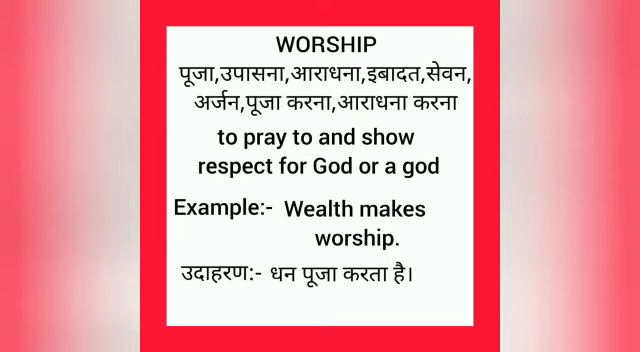 WORSHIP
पूजा,उपासना,आराधना,इबादत,सेवन,
अर्जन,पूजा करना,आराधना करना
to pray to and show
respect for God or a god
Example:- Wealth makes
worship.
उदाहरण:- धन पूजा करता है।